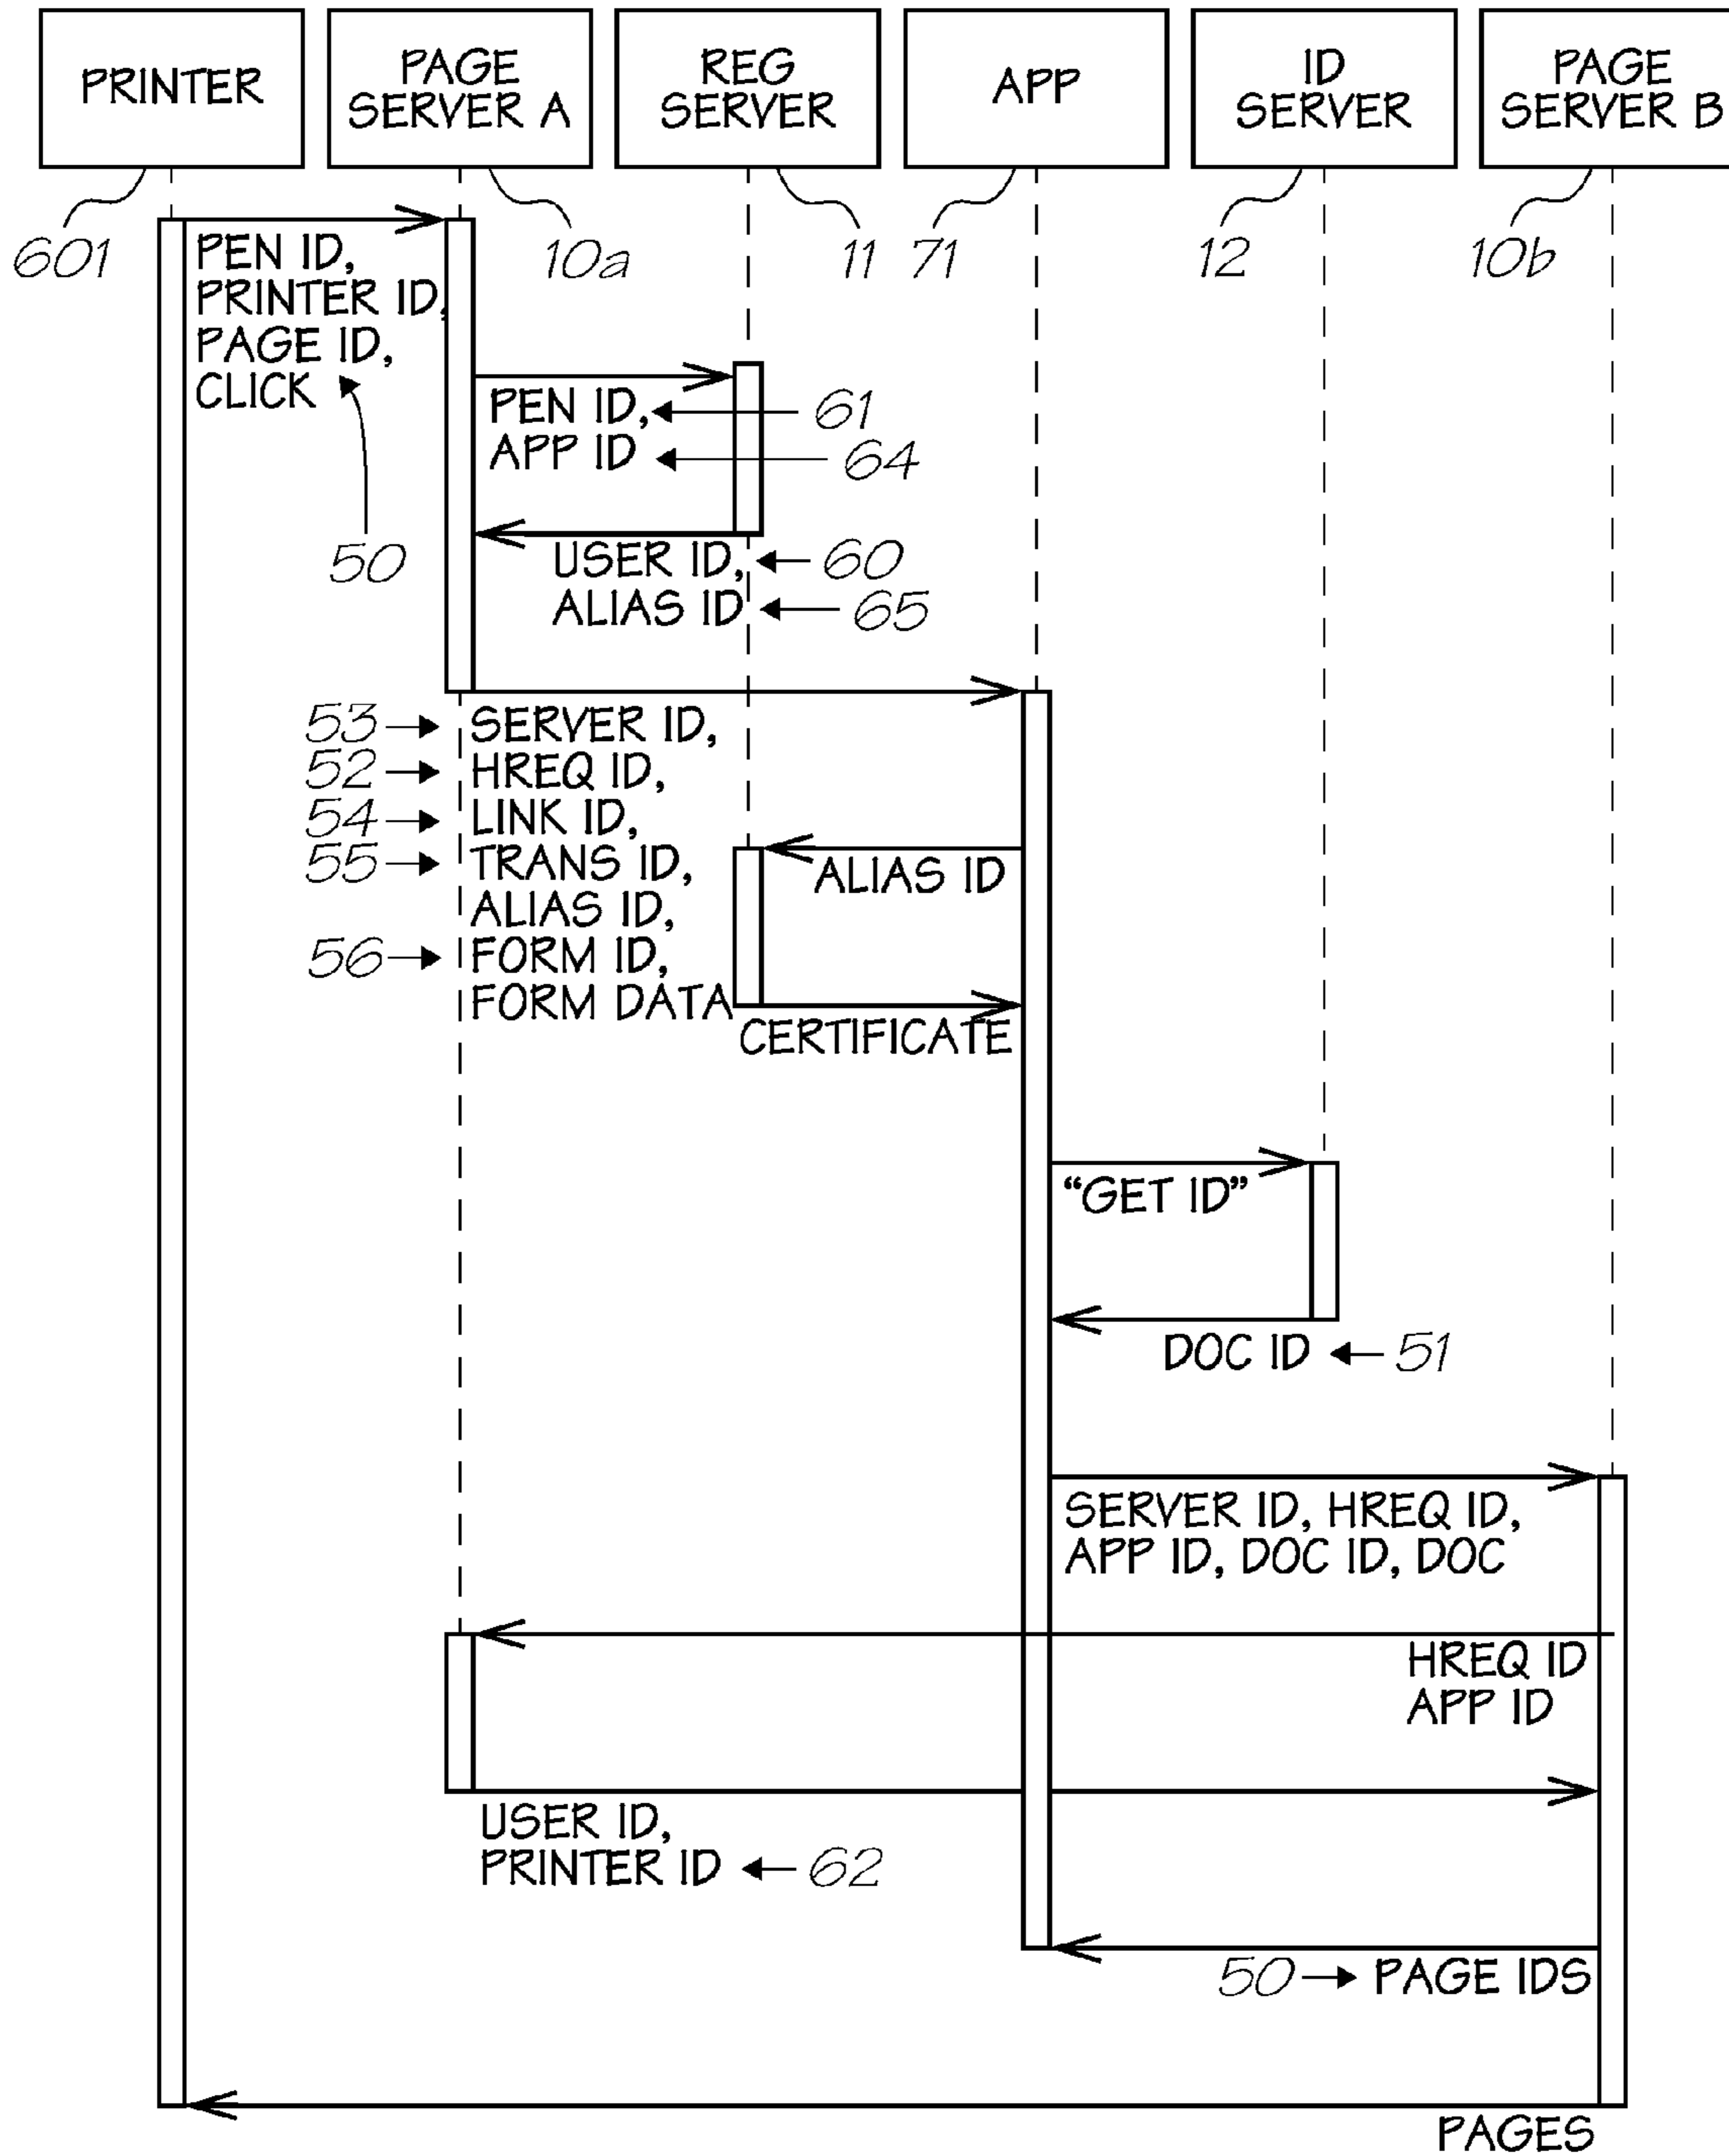 PRINTER
PAGE
SERVER A
REG
SERVER
APP
ID
SERVER
PAGE
SERVER B
601
10a
11
71
12
10b
PEN ID,
PRINTER ID,
PAGE ID,
CLICK
50
PEN ID, 61
APP ID 64
USER ID, 60
ALIAS ID 65
53 SERVER ID,
52 HREQ ID,
54 LINK ID,
55 TRANS ID,
ALIAS ID,
56 FORM ID,
FORM DATA
ALIAS ID
CERTIFICATE
“GET ID”
DOC ID 51
SERVER ID, HREQ ID,
APP ID, DOC ID, DOC
HREQ ID
APP ID
USER ID,
PRINTER ID 62
50 PAGE IDS
PAGES